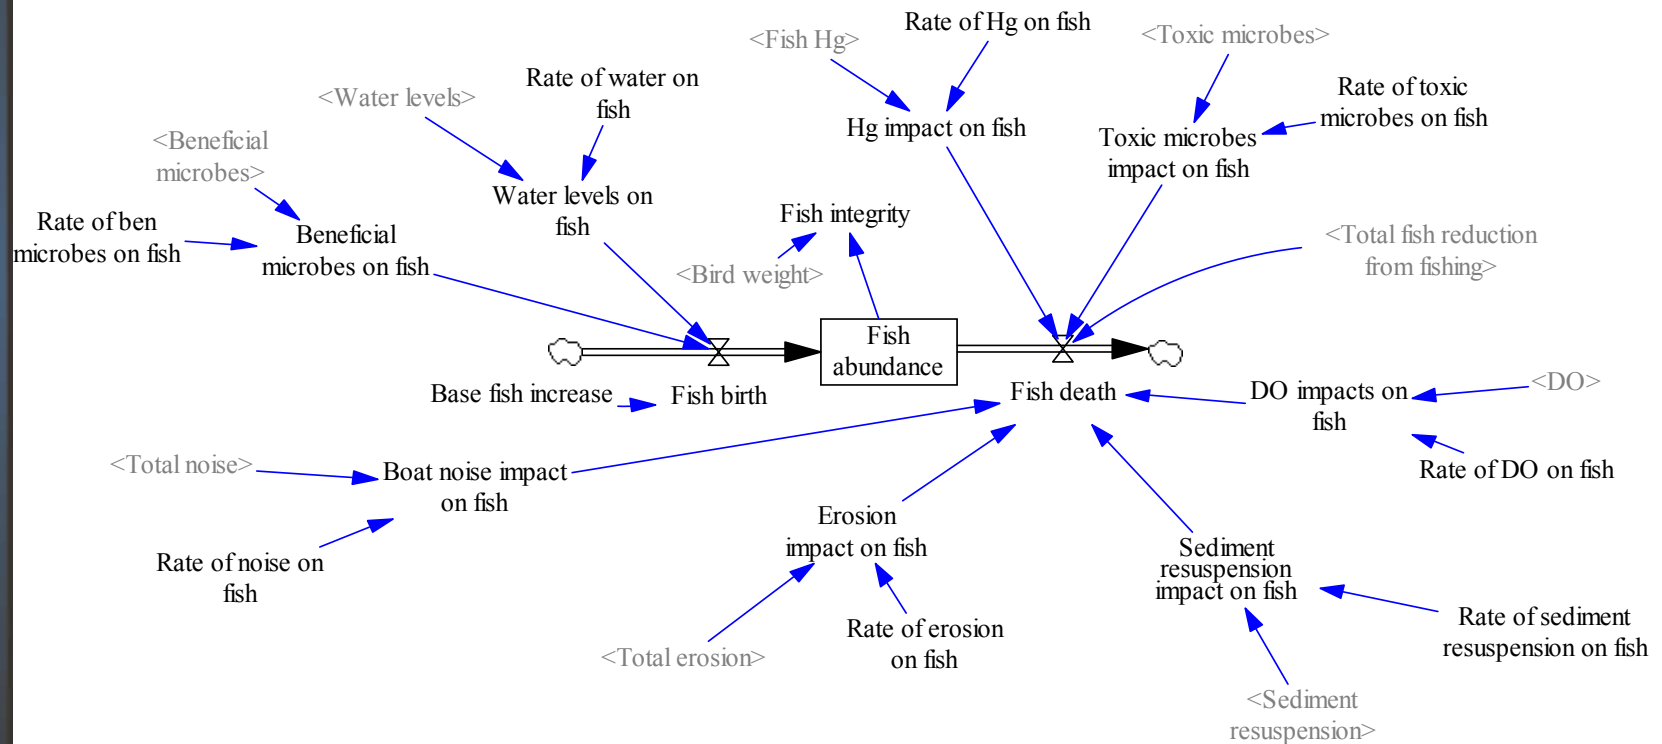 <Fish Hg>
Rate of Hg on fish
<Toxic microbes>
<Water levels>
Rate of water on
fish
Hg impact on fish
Rate of toxic
microbes on fish
Toxic microbes
impact on fish
<Beneficial
microbes>
Water levels on
fish
Rate of ben
microbes on fish
Beneficial
microbes on fish
Fish integrity
<Bird weight>
<Total fish reduction
from fishing>
Fish
abundance
Base fish increase
Fish birth
Fish death
DO impacts on
fish
<DO>
Rate of DO on fish
<Total noise>
Boat noise impact
on fish
Rate of noise on
fish
Erosion
impact on fish
Sediment
resuspension
impact on fish
<Total erosion>
Rate of erosion
on fish
Rate of sediment
resuspension on fish
<Sediment
resuspension>